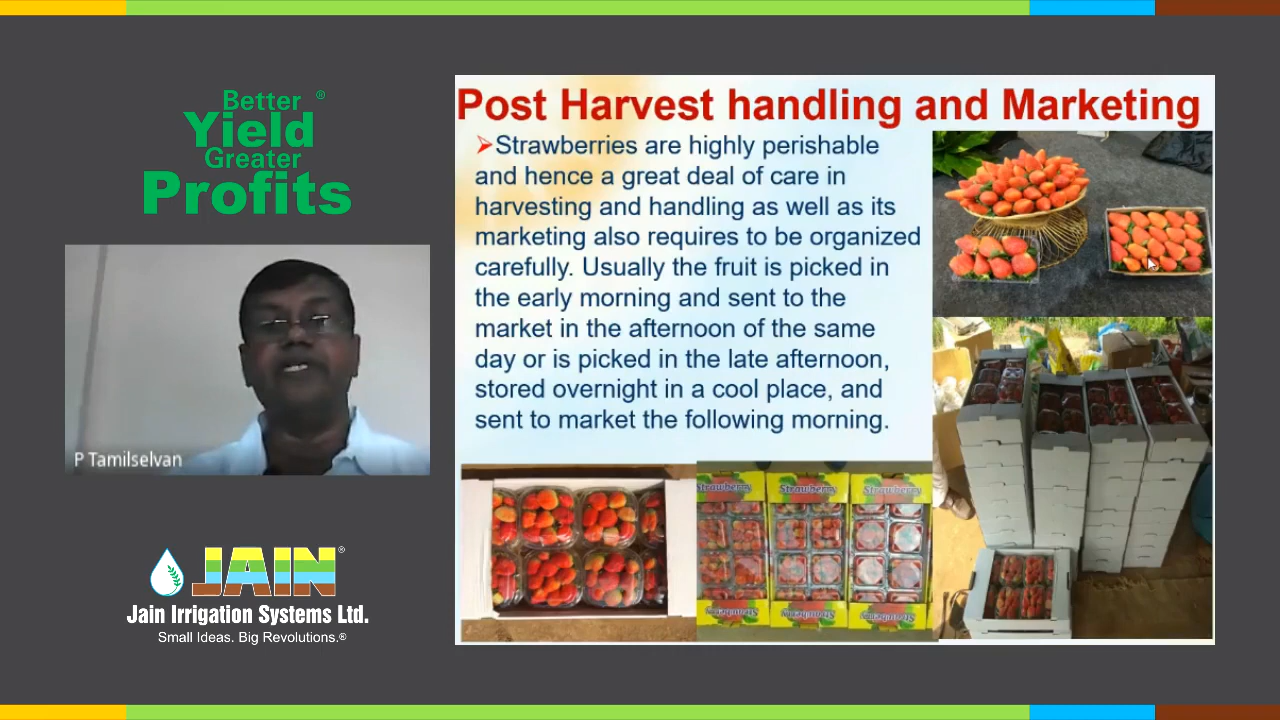 Better ®
Yield
Greater
Profits
P Tamilselvan
JAIN®
Jain Irrigation Systems Ltd.
Small Ideas. Big Revolutions.®
Post Harvest handling and Marketing
➢Strawberries are highly perishable
and hence a great deal of care in
harvesting and handling as well as its
marketing also requires to be organized
carefully. Usually the fruit is picked in
the early morning and sent to the
market in the afternoon of the same
day or is picked in the late afternoon,
stored overnight in a cool place, and
sent to market the following morning.
Strawberry Strawberry Strawberry
Strawberry Strawberry Strawberry